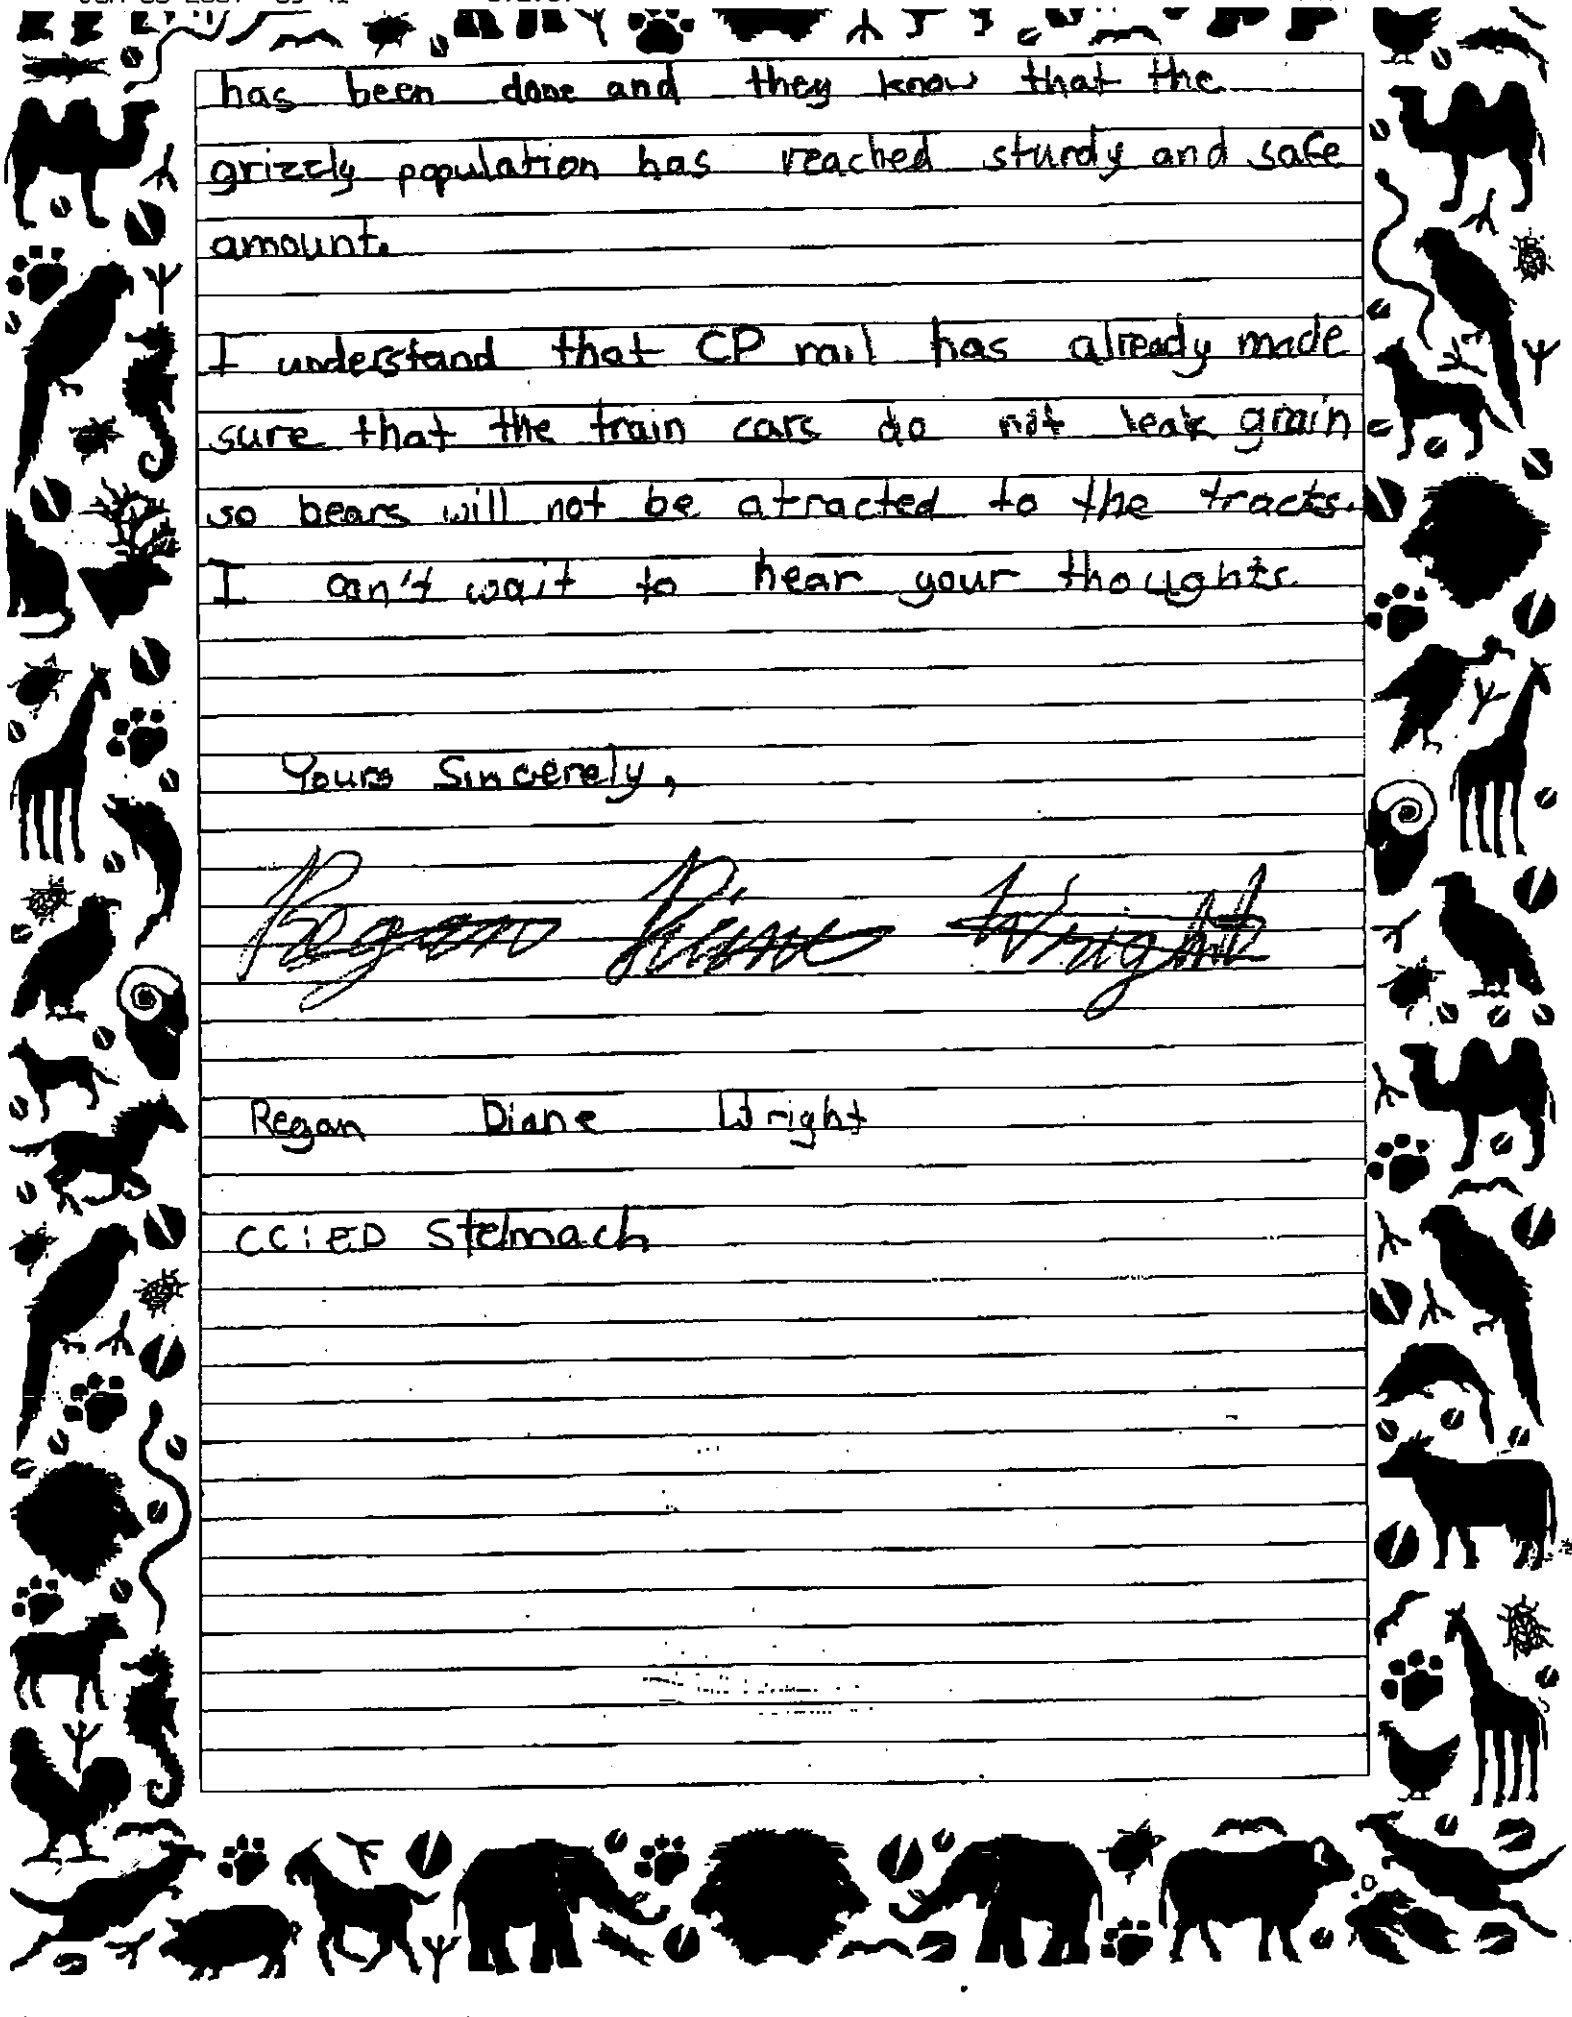 has been done and they know that the
grizzly population has reached sturdy and safe
amount.
I understand that CP rail has already made
sure that the train cars do not leak grain
so bears will not be atracted to the tracts.
I can't wait to hear your thoughts
Yours Sincerely,
Regan Diane Wright
Regan Diane Wright
CC: ED Stelmach